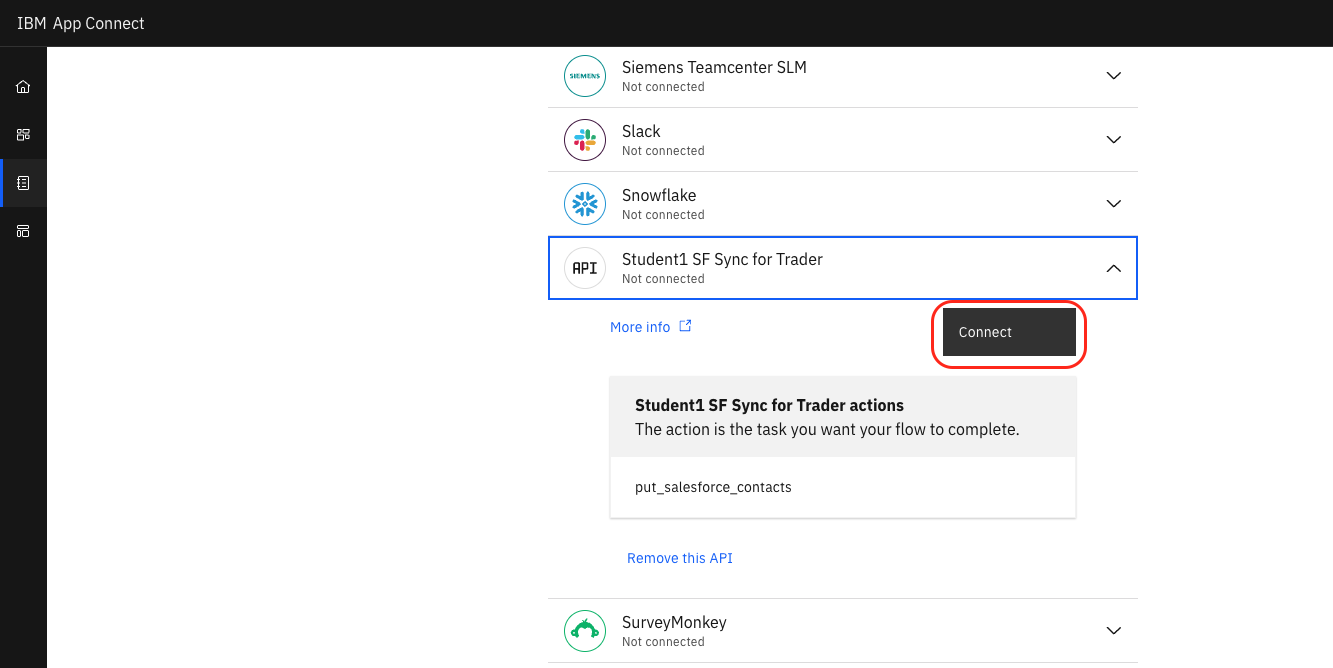 IBM App Connect
SIEMENS
Siemens Teamcenter SLM
Not connected
Slack
Not connected
Snowflake
Not connected
API
Student1 SF Sync for Trader
Not connected
More info
Connect
Student1 SF Sync for Trader actions
The action is the task you want your flow to complete.
put_salesforce_contacts
Remove this API
SurveyMonkey
Not connected